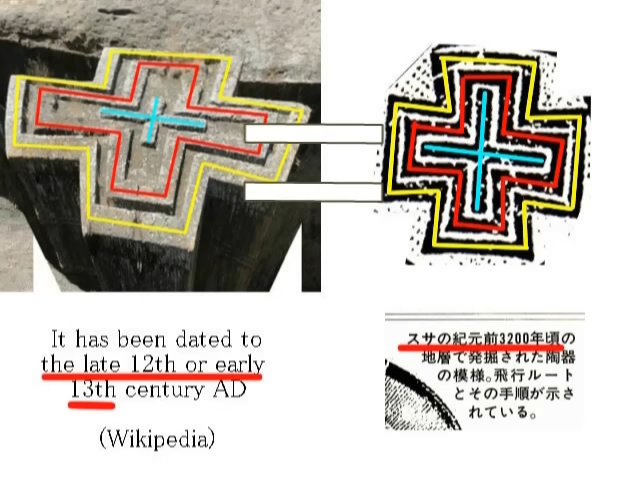 It has been dated to
the late 12th or early
13th century AD
(Wikipedia)
スサの紀元前3200年頃の
地層で発掘された陶器
の模様。飛行ルート
とその手順が示さ
れている。